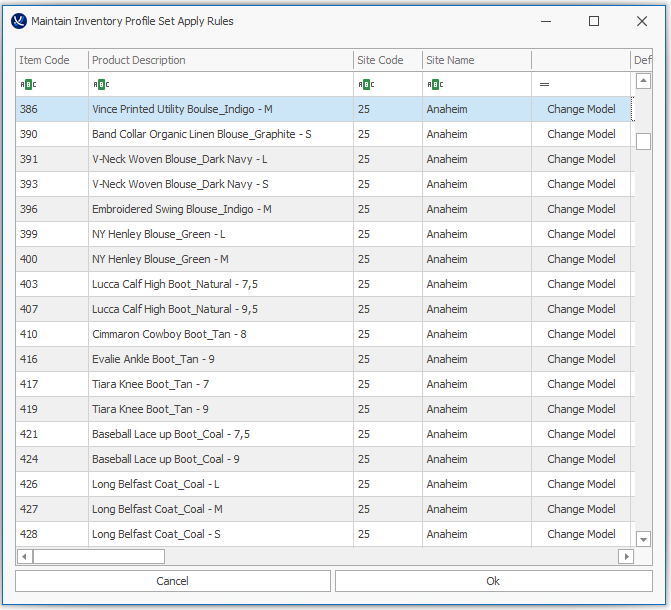 Maintain Inventory Profile Set Apply Rules
Item Code Product Description Site Code Site Name Def
ABC ABC ABC ABC =
386 Vince Printed Utility Boulse_Indigo - M 25 Anaheim Change Model
390 Band Collar Organic Linen Blouse_Graphite - S 25 Anaheim Change Model
391 V-Neck Woven Blouse_Dark Navy - L 25 Anaheim Change Model
393 V-Neck Woven Blouse_Dark Navy - S 25 Anaheim Change Model
396 Embroidered Swing Blouse_Indigo - M 25 Anaheim Change Model
399 NY Henley Blouse_Green - L 25 Anaheim Change Model
400 NY Henley Blouse_Green - M 25 Anaheim Change Model
403 Lucca Calf High Boot_Natural - 7,5 25 Anaheim Change Model
407 Lucca Calf High Boot_Natural - 9,5 25 Anaheim Change Model
410 Cimmaron Cowboy Boot_Tan - 8 25 Anaheim Change Model
416 Evalie Ankle Boot_Tan - 9 25 Anaheim Change Model
417 Tiara Knee Boot_Tan - 7 25 Anaheim Change Model
419 Tiara Knee Boot_Tan - 9 25 Anaheim Change Model
421 Baseball Lace up Boot_Coal - 7,5 25 Anaheim Change Model
424 Baseball Lace up Boot_Coal - 9 25 Anaheim Change Model
426 Long Belfast Coat_Coal - L 25 Anaheim Change Model
427 Long Belfast Coat_Coal - M 25 Anaheim Change Model
428 Long Belfast Coat_Coal - S 25 Anaheim Change Model
Cancel Ok